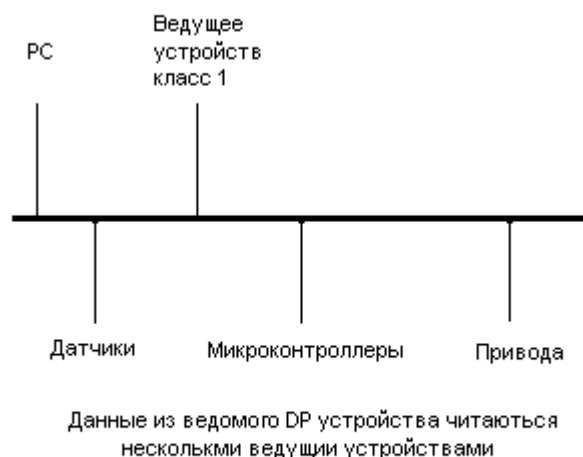 PC
Ведущее
устройств
класс 1
Датчики
Микроконтроллеры
Привода
Данные из ведомого DP устройства читаються
несколькми ведущии устройствами